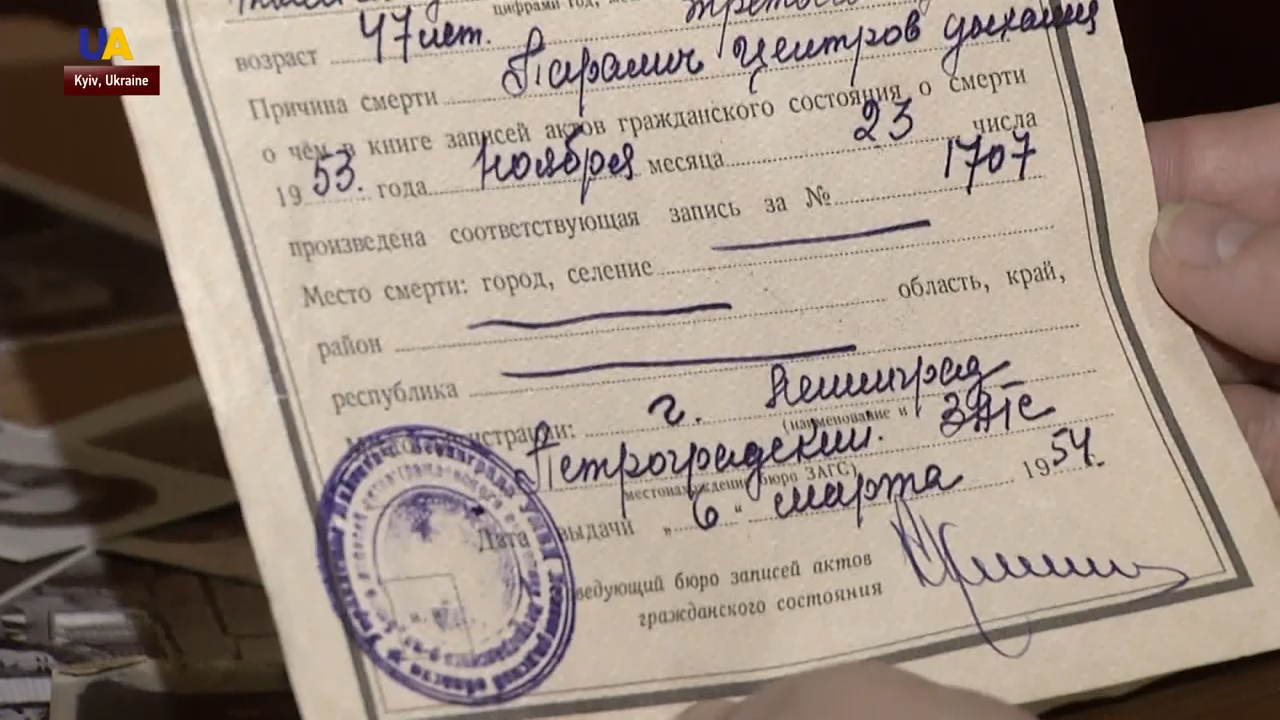 UA
Kyiv, Ukraine
цифрами год,
возраст 47 лет.
Причина смерти Паралич центров дыхания
о чём в книге записей актов гражданского состояния о смерти
19 53. года ноября месяца 23 числа
произведена соответствующая запись за № 1707
Место смерти: город, селение
район область, край,
республика
регистрации: г. Ленинград
(наименование и
Петроградский. ЗАГС
местонахождение бюро ЗАГС)
Дата выдачи „ 6 “ марта 19 54.
ведующий бюро записей актов
гражданского состояния